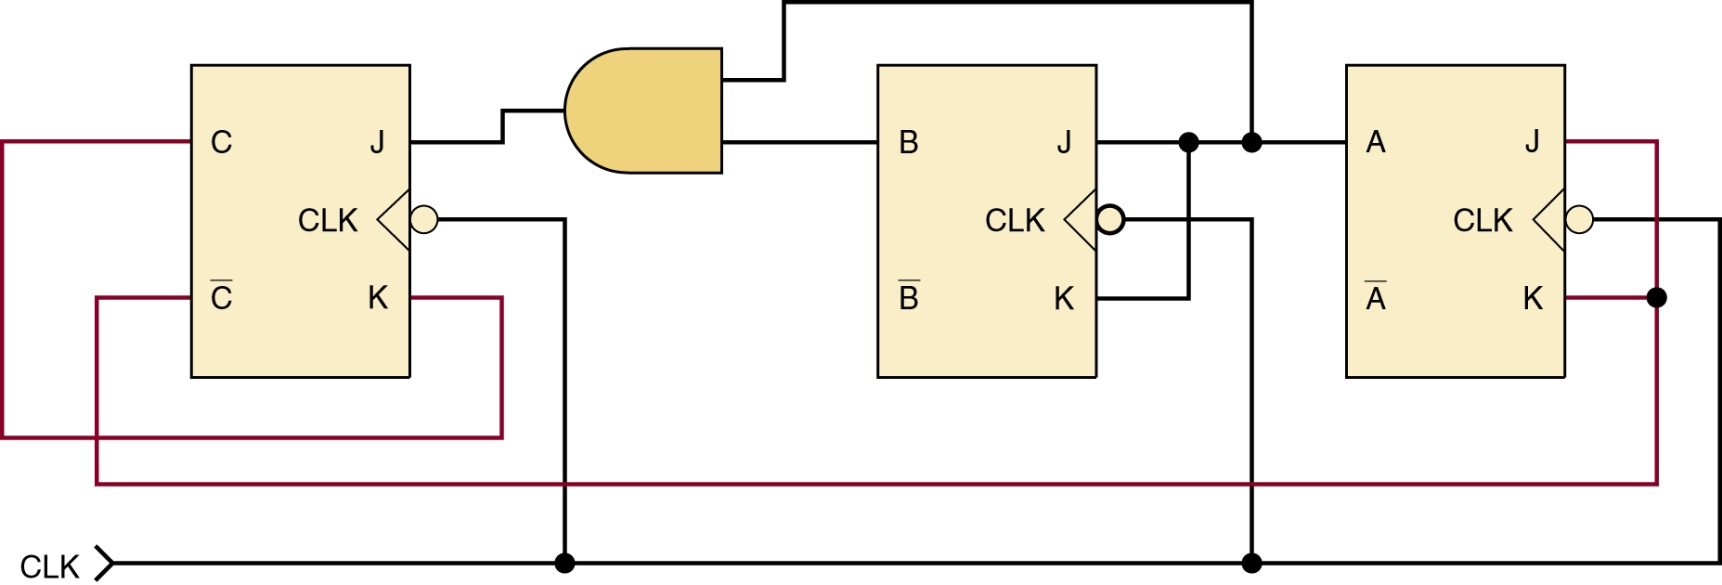 C J
B J
A J
CLK
CLK
CLK
C̅ K
B̅ K
A̅ K
CLK